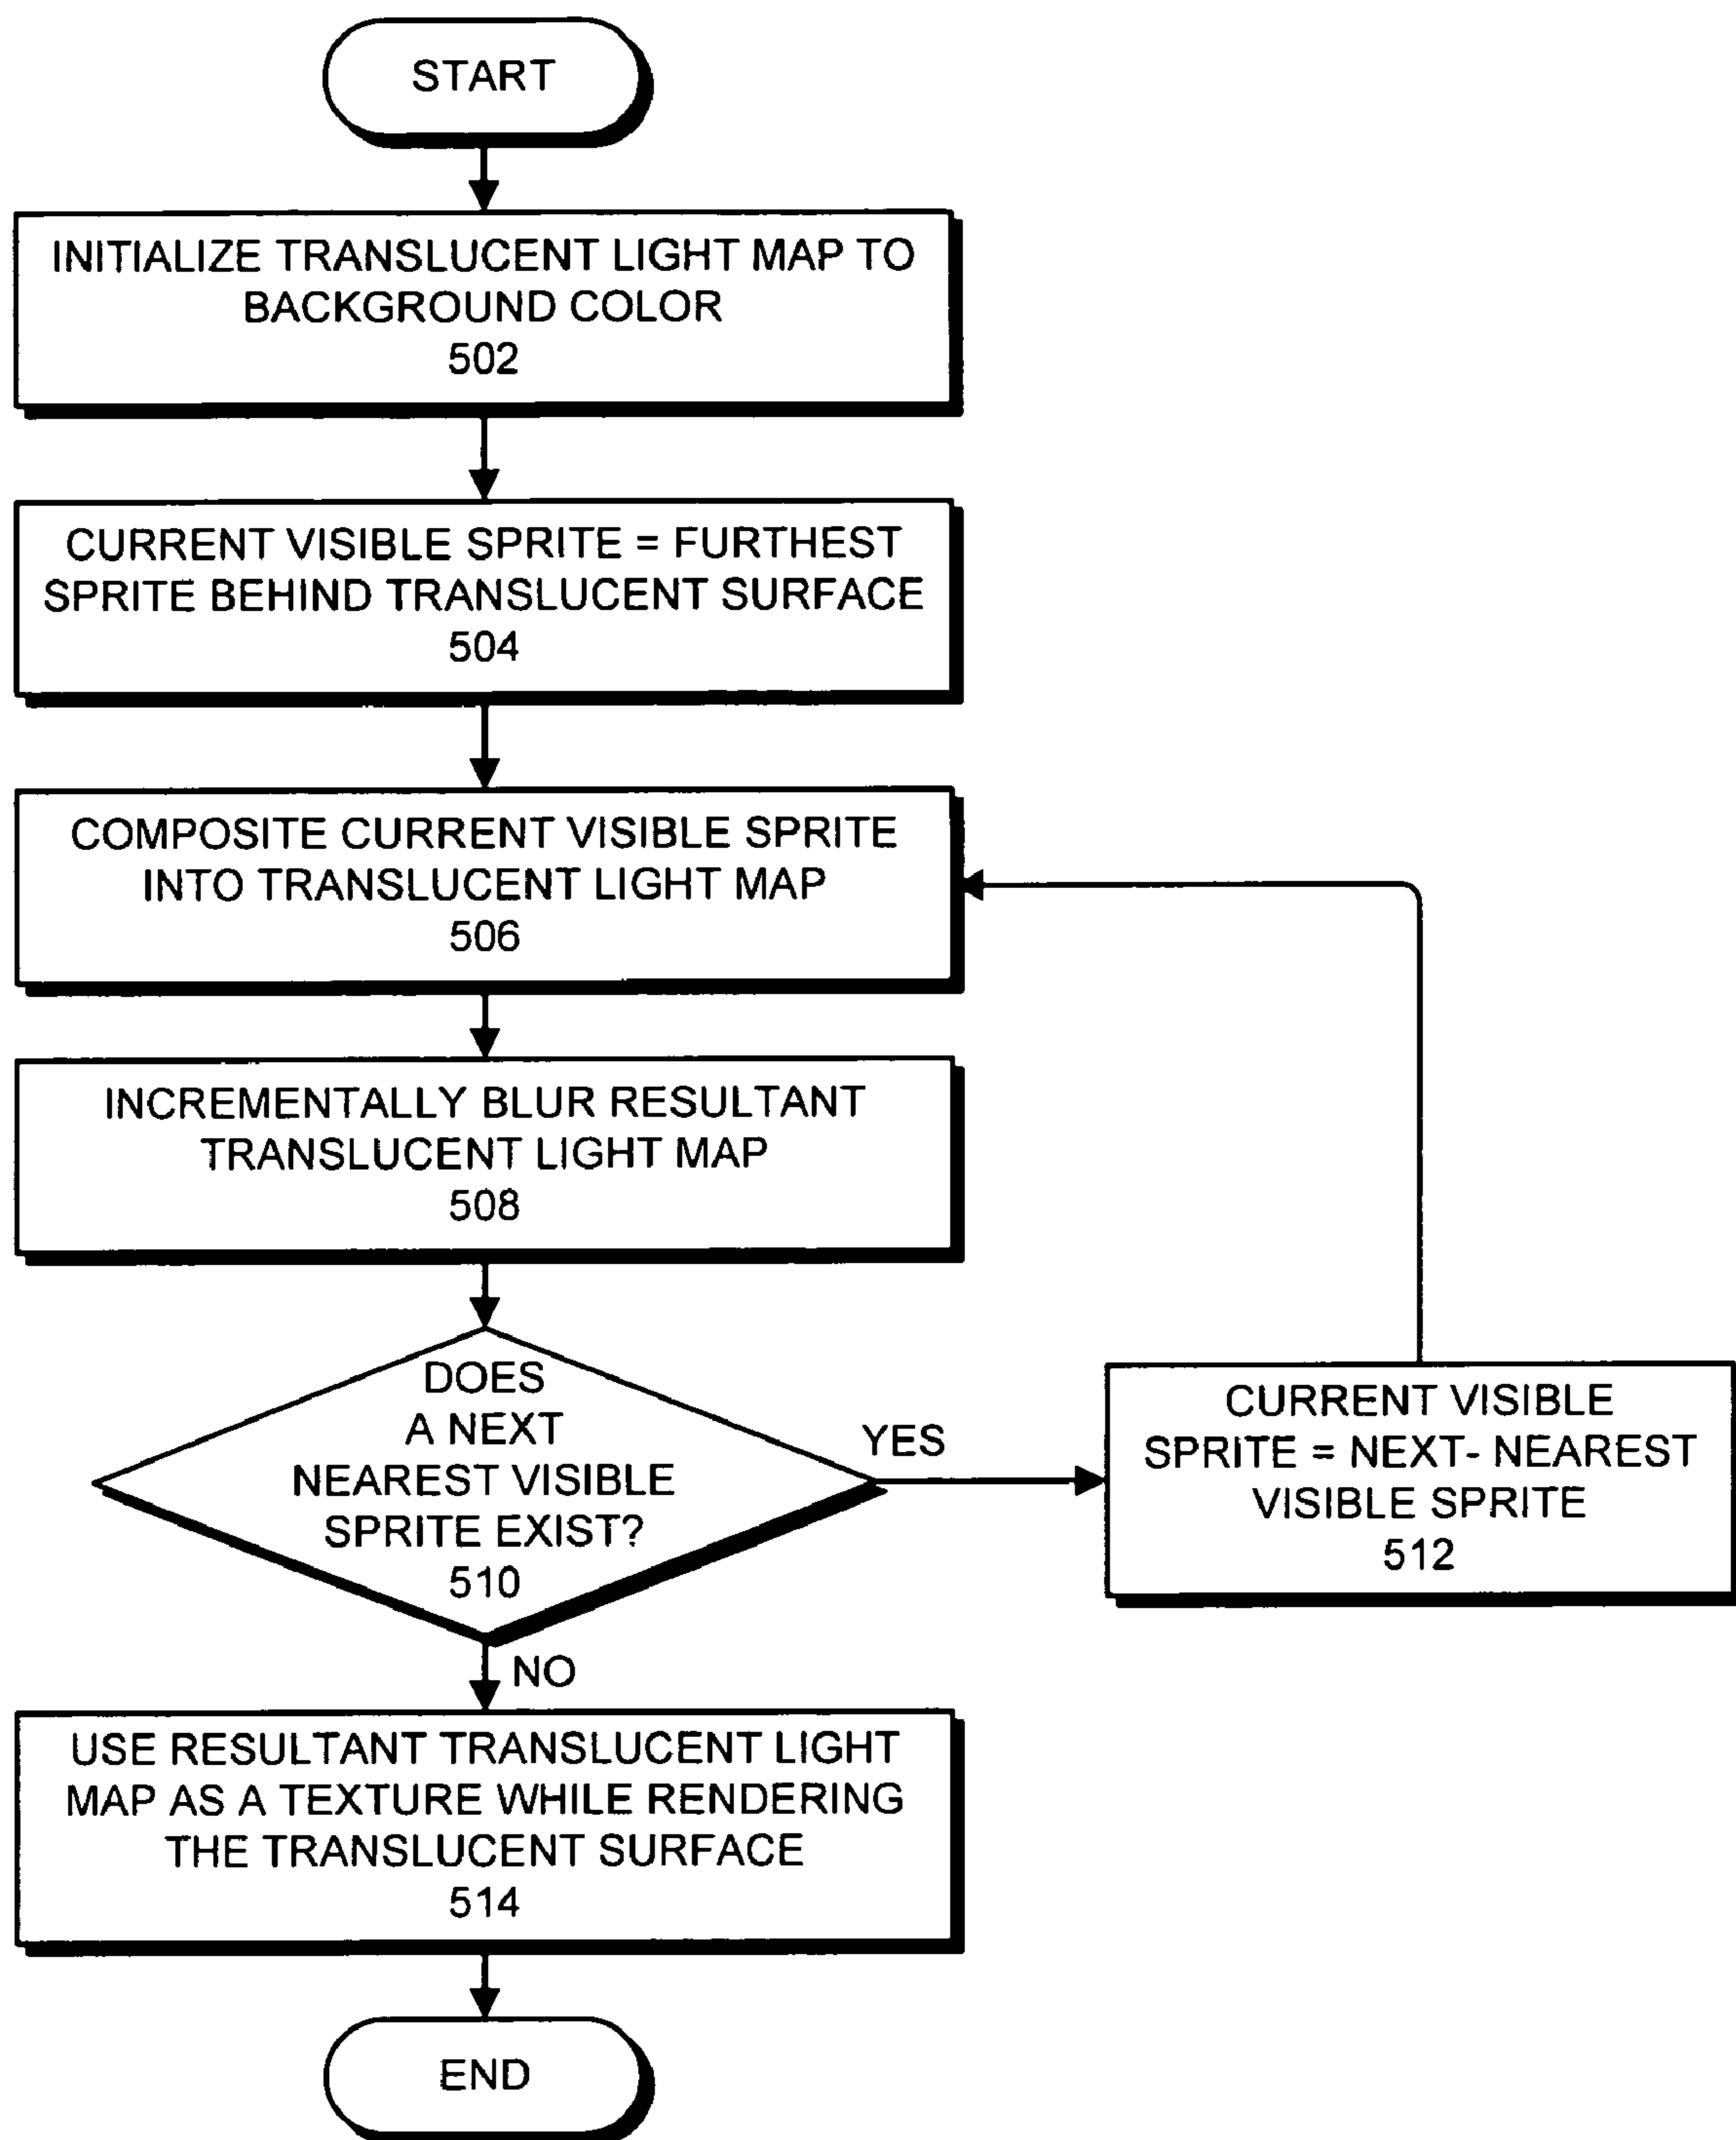 START
INITIALIZE TRANSLUCENT LIGHT MAP TO
BACKGROUND COLOR
502
CURRENT VISIBLE SPRITE = FURTHEST
SPRITE BEHIND TRANSLUCENT SURFACE
504
COMPOSITE CURRENT VISIBLE SPRITE
INTO TRANSLUCENT LIGHT MAP
506
INCREMENTALLY BLUR RESULTANT
TRANSLUCENT LIGHT MAP
508
DOES
A NEXT
NEAREST VISIBLE
SPRITE EXIST?
510
YES
CURRENT VISIBLE
SPRITE = NEXT- NEAREST
VISIBLE SPRITE
512
NO
USE RESULTANT TRANSLUCENT LIGHT
MAP AS A TEXTURE WHILE RENDERING
THE TRANSLUCENT SURFACE
514
END